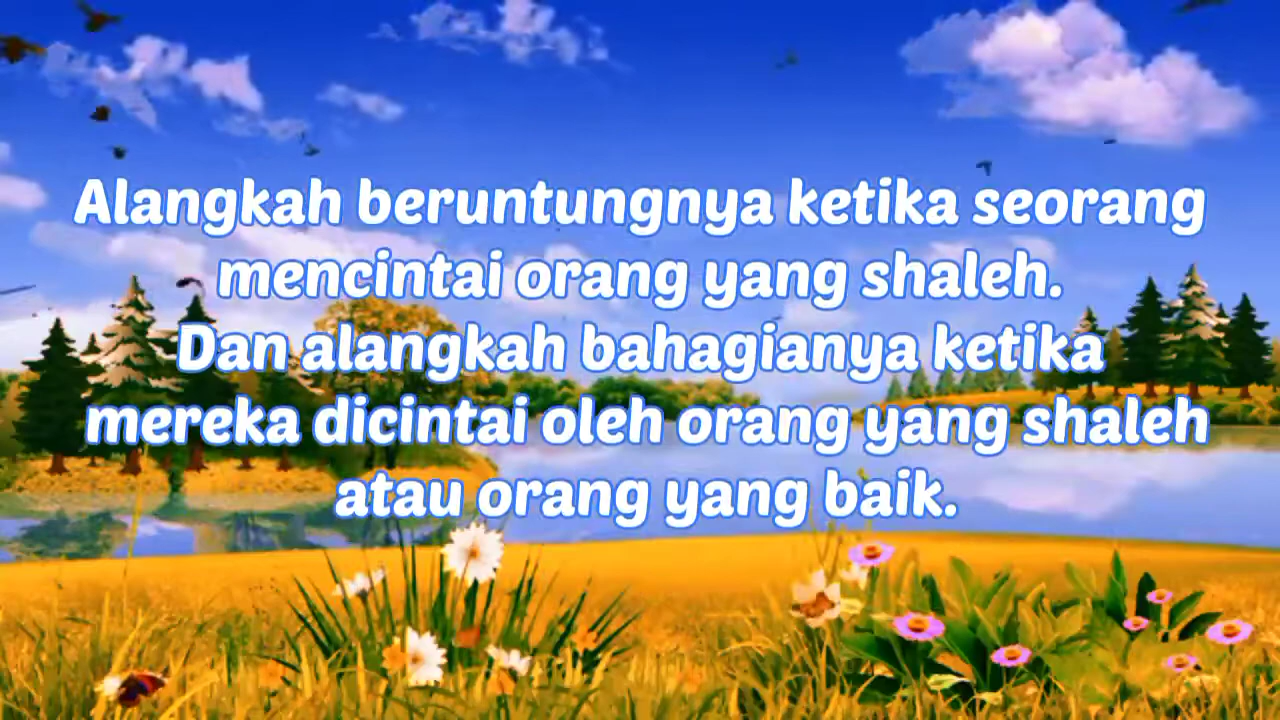 Alangkah beruntungnya ketika seorang
mencintai orang yang shaleh.
Dan alangkah bahagianya ketika
mereka dicintai oleh orang yang shaleh
atau orang yang baik.